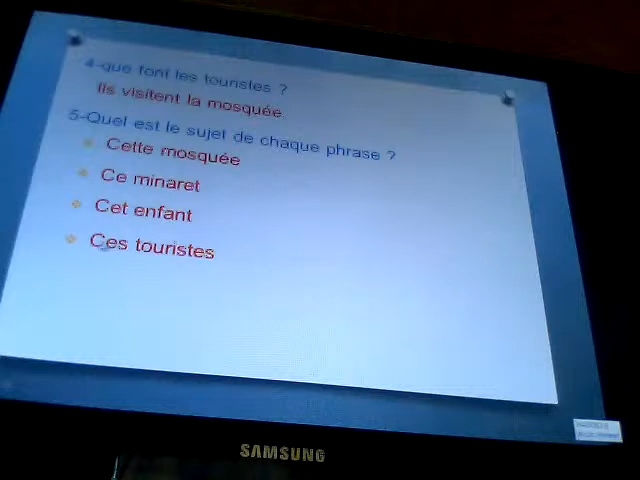 4-que font les touristes ?
Ils visitent la mosquée.
5-Quel est le sujet de chaque phrase ?
Cette mosquée
Ce minaret
Cet enfant
Ces touristes
SAMSUNG